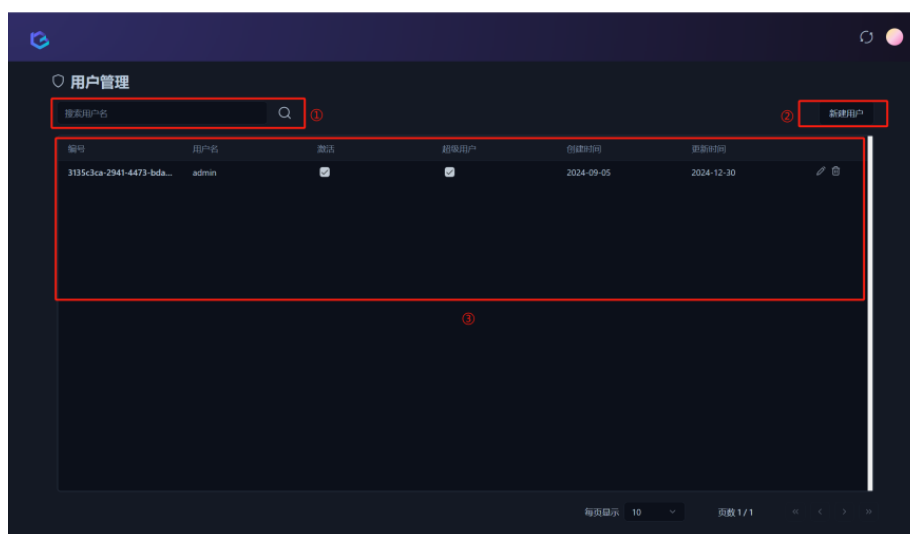 用户管理
搜索用户名 ① ② 新建用户
编号 用户名 激活 超级用户 创建时间 更新时间
3135c3ca-2941-4473-bda... admin 2024-09-05 2024-12-30
③
每页显示 10 页数 1 / 1 « ‹ › »